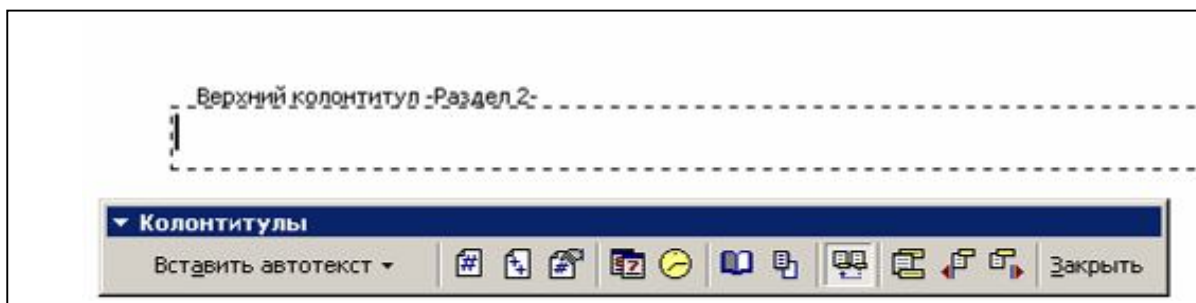 Верхний колонтитул -Раздел 2-
Колонтитулы
Вставить автотекст
Закрыть